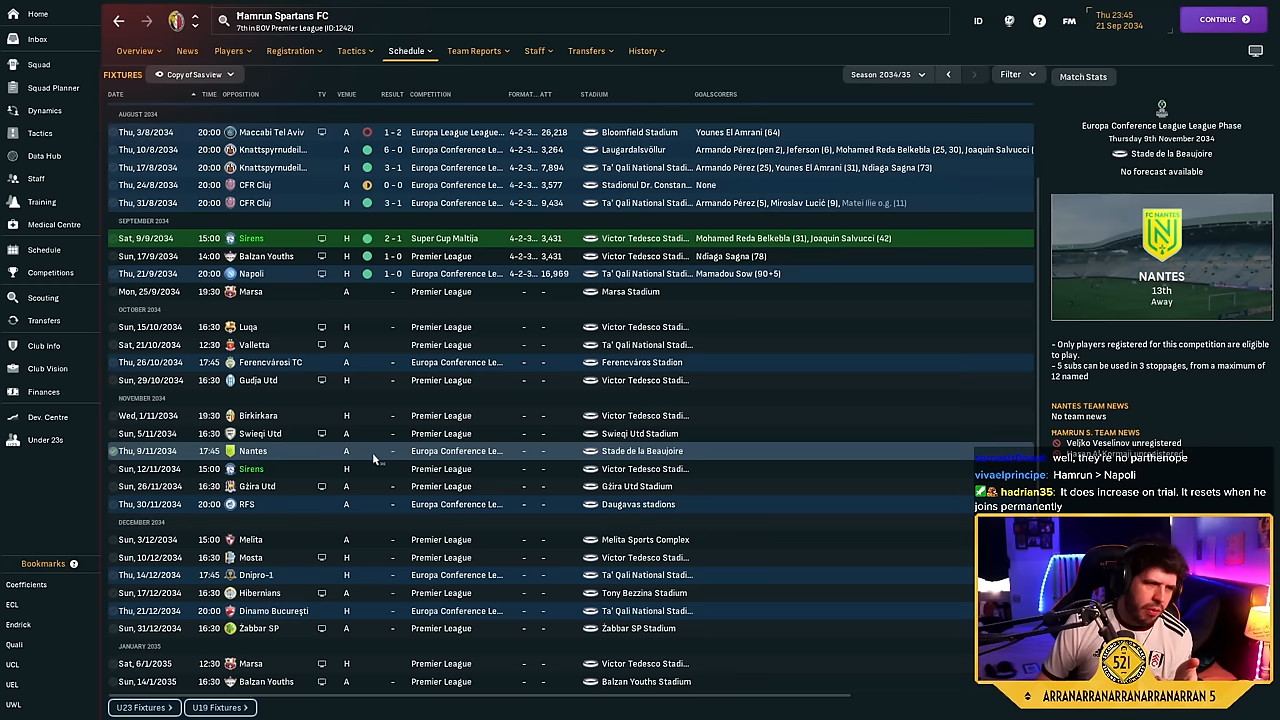 Home
Inbox
Squad
Squad Planner
Dynamics
Tactics
Data Hub
Staff
Training
Medical Centre
Schedule
Competitions
Scouting
Transfers
Club Info
Club Vision
Finances
Dev. Centre
Under 23s
Bookmarks
Coefficients
ECL
Endrick
Quali
UCL
UEL
UWL
Ħamrun Spartans FC
7th in BOV Premier League (ID:1242)
ID FM Thu 23:45 21 Sep 2034 CONTINUE
Overview News Players Registration Tactics Schedule Team Reports Staff Transfers History
FIXTURES Copy of Sas view Season 2034/35 Filter Match Stats
DATE TIME OPPOSITION TV VENUE RESULT COMPETITION FORMAT... ATT STADIUM GOALSCORERS
AUGUST 2034
Thu, 3/8/2034 20:00 Maccabi Tel Aviv A 1 - 2 Europa League League... 4-2-3... 26,218 Bloomfield Stadium Younes El Amrani (64)
Thu, 10/8/2034 20:00 Knattspyrnudeil... A 6 - 0 Europa Conference Le... 4-2-3... 3,264 Laugardalsvöllur Armando Pérez (pen 2), Jeferson (6), Mohamed Reda Belkebla (25, 30), Joaquin Salvucci (
Thu, 17/8/2034 20:00 Knattspyrnudeil... H 3 - 1 Europa Conference Le... 4-2-3... 7,894 Ta' Qali National Stadi... Armando Pérez (25), Younes El Amrani (31), Ndiaga Sagna (73)
Thu, 24/8/2034 20:00 CFR Cluj A 0 - 0 Europa Conference Le... 4-2-3... 3,577 Stadionul Dr. Constan... None
Thu, 31/8/2034 20:00 CFR Cluj H 3 - 1 Europa Conference Le... 4-2-3... 9,434 Ta' Qali National Stadi... Armando Pérez (5), Miroslav Lucić (9), Matei Ilie o.g. (11)
SEPTEMBER 2034
Sat, 9/9/2034 15:00 Sirens H 2 - 1 Super Cup Maltija 4-2-3... 3,431 Victor Tedesco Stadi... Mohamed Reda Belkebla (31), Joaquin Salvucci (42)
Sun, 17/9/2034 14:00 Balzan Youths H 1 - 0 Premier League 4-2-3... 3,431 Victor Tedesco Stadi... Ndiaga Sagna (78)
Thu, 21/9/2034 20:00 Napoli H 1 - 0 Europa Conference Le... 4-2-3... 16,969 Ta' Qali National Stadi... Mamadou Sow (90+5)
Mon, 25/9/2034 19:30 Marsa A - Premier League - - Marsa Stadium
OCTOBER 2034
Sun, 15/10/2034 16:30 Luqa H - Premier League - - Victor Tedesco Stadi...
Sat, 21/10/2034 12:30 Valletta A - Premier League - - Ta' Qali National Stadi...
Thu, 26/10/2034 17:45 Ferencvárosi TC A - Europa Conference Le... - - Ferencváros Stadion
Sun, 29/10/2034 16:30 Gudja Utd H - Premier League - - Victor Tedesco Stadi...
NOVEMBER 2034
Wed, 1/11/2034 19:30 Birkirkara H - Premier League - - Victor Tedesco Stadi...
Sun, 5/11/2034 16:30 Swieqi Utd A - Premier League - - Swieqi Utd Stadium
Thu, 9/11/2034 17:45 Nantes A - Europa Conference Le... - - Stade de la Beaujoire
Sun, 12/11/2034 15:00 Sirens H - Premier League - - Victor Tedesco Stadi...
Sun, 26/11/2034 16:30 Gżira Utd A - Premier League - - Gżira Utd Stadium
Thu, 30/11/2034 20:00 RFS A - Europa Conference Le... - - Daugavas stadions
DECEMBER 2034
Sun, 3/12/2034 15:00 Melita A - Premier League - - Melita Sports Complex
Sun, 10/12/2034 16:30 Mosta H - Premier League - - Victor Tedesco Stadi...
Thu, 14/12/2034 17:45 Dnipro-1 H - Europa Conference Le... - - Ta' Qali National Stadi...
Sun, 17/12/2034 16:30 Hibernians A - Premier League - - Tony Bezzina Stadium
Thu, 21/12/2034 20:00 Dinamo București H - Europa Conference Le... - - Ta' Qali National Stadi...
Sun, 31/12/2034 16:30 Żabbar SP A - Premier League - - Żabbar SP Stadium
JANUARY 2035
Sat, 6/1/2035 12:30 Marsa H - Premier League - - Victor Tedesco Stadi...
Sun, 14/1/2035 16:30 Balzan Youths A - Premier League - - Balzan Youths Stadium
U23 Fixtures U19 Fixtures
Europa Conference League League Phase
Thursday 9th November 2034
Stade de la Beaujoire
No forecast available
FC NANTES
N
NANTES
13th
Away
- Only players registered for this competition are eligible
to play.
- 5 subs can be used in 3 stoppages, from a maximum of
12 named
NANTES TEAM NEWS
No team news
ĦAMRUN S. TEAM NEWS
Veljko Veselinov unregistered
well, they're no parthenope
vivaelprincipe: Hamrun > Napoli
hadrian35: It does increase on trial. It resets when he
joins permanently
521
ARRANARRANARRANARRANARRAN 5